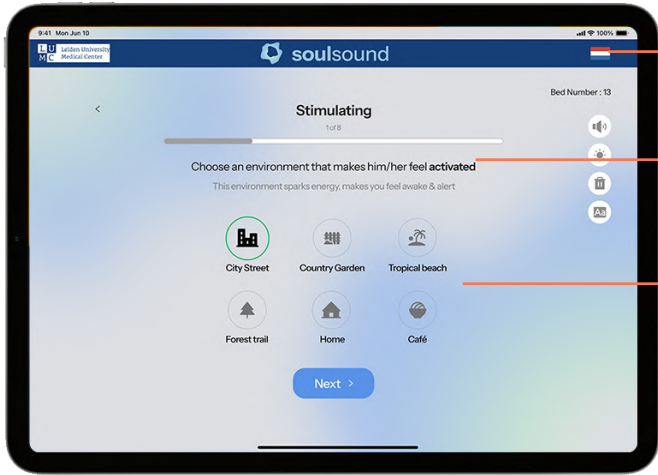 9:41 Mon Jun 10
100%
L U
M C
Leiden University
Medical Center
soulsound
Bed Number : 13
<
Stimulating
1 of 8
Choose an environment that makes him/her feel activated
This environment sparks energy, makes you feel awake & alert
Aa
City Street
Country Garden
Tropical beach
Forest trail
Home
Café
Next >